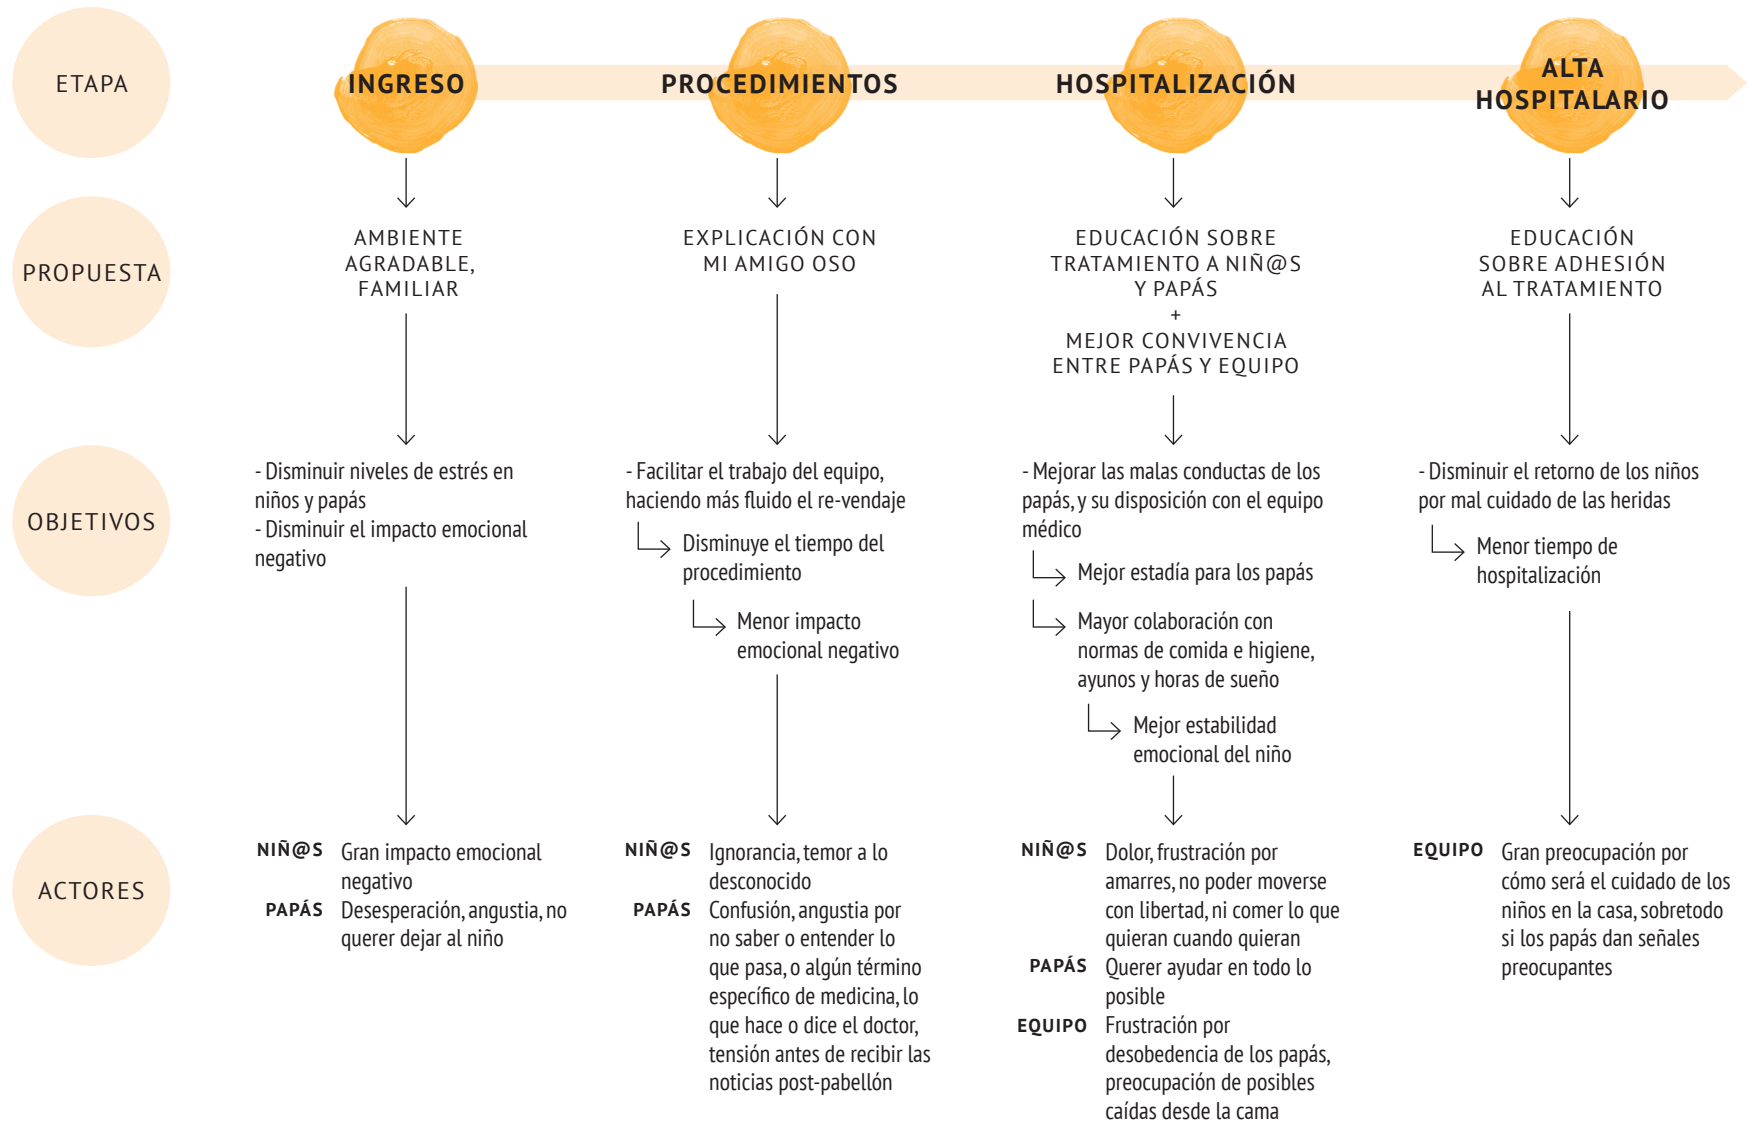 ETAPA
INGRESO
PROCEDIMIENTOS
HOSPITALIZACIÓN
ALTA
HOSPITALARIO
PROPUESTA
AMBIENTE
AGRADABLE,
FAMILIAR
EXPLICACIÓN CON
MI AMIGO OSO
EDUCACIÓN SOBRE
TRATAMIENTO A NIÑ@S
Y PAPÁS
+
MEJOR CONVIVENCIA
ENTRE PAPÁS Y EQUIPO
EDUCACIÓN
SOBRE ADHESIÓN
AL TRATAMIENTO
OBJETIVOS
- Disminuir niveles de estrés en
niños y papás
- Disminuir el impacto emocional
negativo
- Facilitar el trabajo del equipo,
haciendo más fluido el re-vendaje
Disminuye el tiempo del
procedimiento
Menor impacto
emocional negativo
- Mejorar las malas conductas de los
papás, y su disposición con el equipo
médico
Mejor estadía para los papás
Mayor colaboración con
normas de comida e higiene,
ayunos y horas de sueño
Mejor estabilidad
emocional del niño
- Disminuir el retorno de los niños
por mal cuidado de las heridas
Menor tiempo de
hospitalización
ACTORES
NIÑ@S Gran impacto emocional
negativo
PAPÁS Desesperación, angustia, no
querer dejar al niño
NIÑ@S Ignorancia, temor a lo
desconocido
PAPÁS Confusión, angustia por
no saber o entender lo
que pasa, o algún término
específico de medicina, lo
que hace o dice el doctor,
tensión antes de recibir las
noticias post-pabellón
NIÑ@S Dolor, frustración por
amarres, no poder moverse
con libertad, ni comer lo que
quieran cuando quieran
PAPÁS Querer ayudar en todo lo
posible
EQUIPO Frustración por
desobedencia de los papás,
preocupación de posibles
caídas desde la cama
EQUIPO Gran preocupación por
cómo será el cuidado de los
niños en la casa, sobretodo
si los papás dan señales
preocupantes